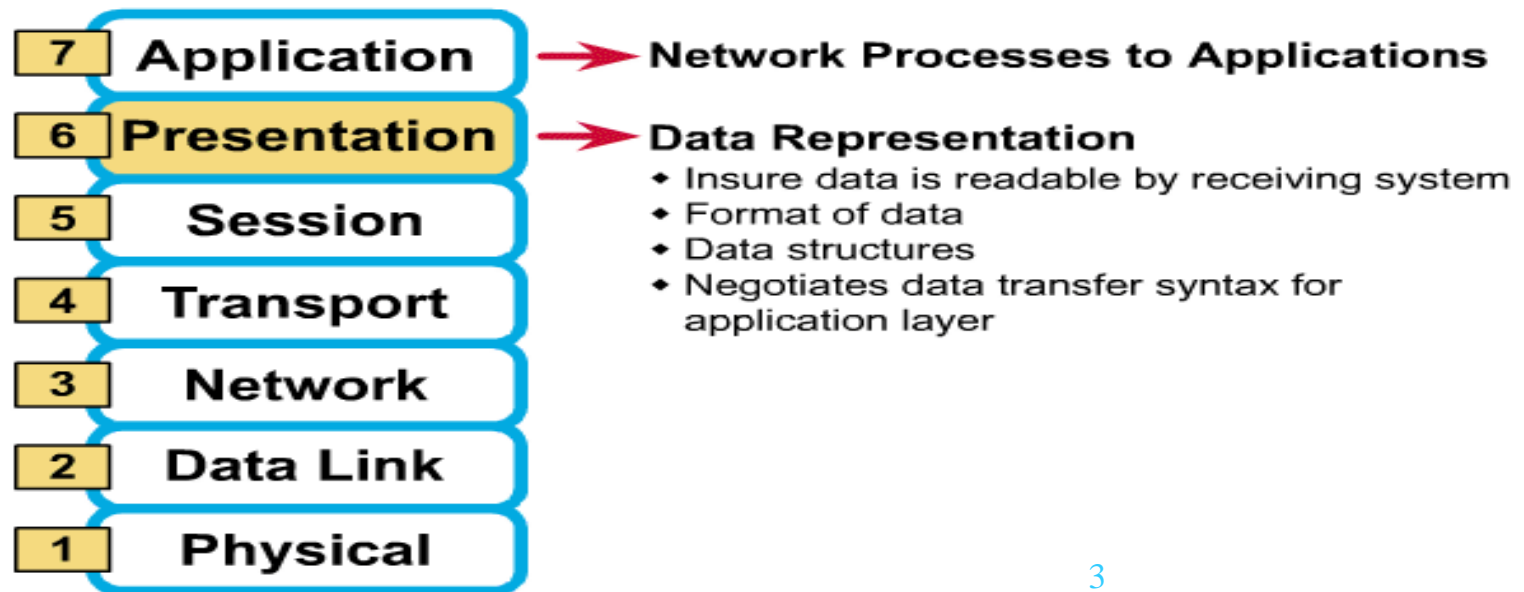 7 Application → Network Processes to Applications
6 Presentation → Data Representation
◆ Insure data is readable by receiving system
◆ Format of data
◆ Data structures
◆ Negotiates data transfer syntax for
application layer
5 Session
4 Transport
3 Network
2 Data Link
1 Physical
3